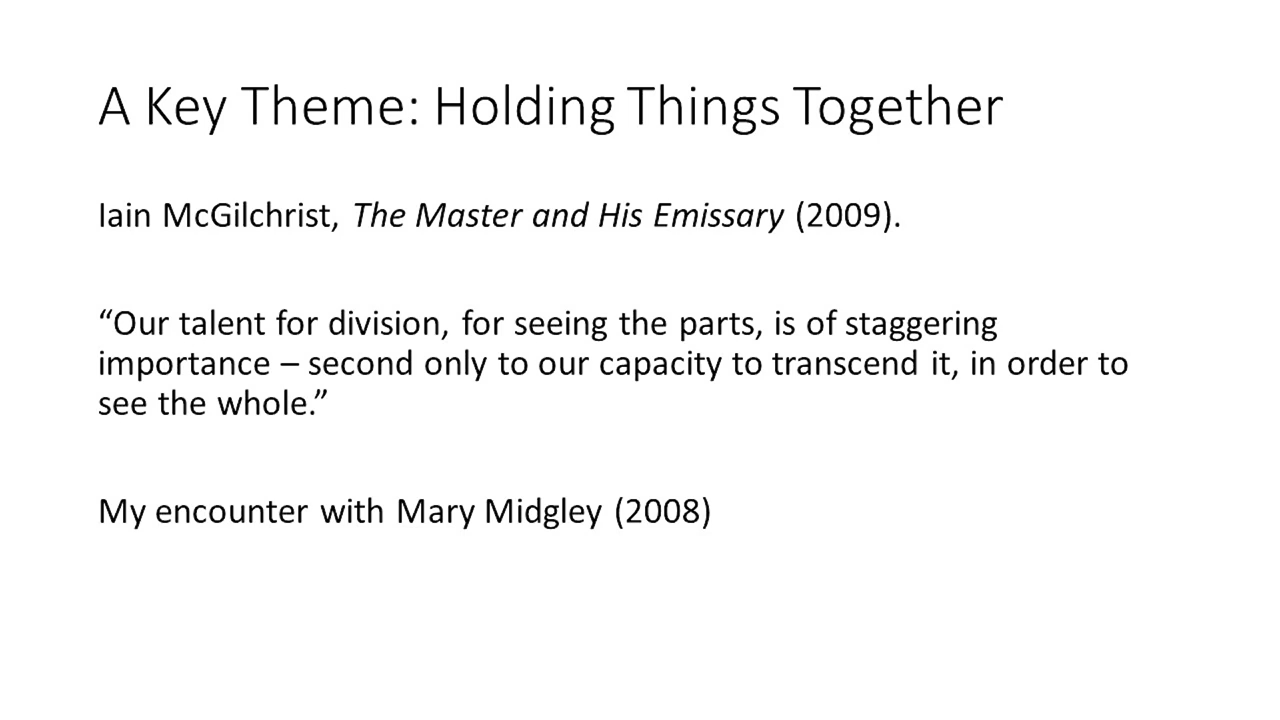 A Key Theme: Holding Things Together
Iain McGilchrist, The Master and His Emissary (2009).
“Our talent for division, for seeing the parts, is of staggering
importance – second only to our capacity to transcend it, in order to
see the whole.”
My encounter with Mary Midgley (2008)